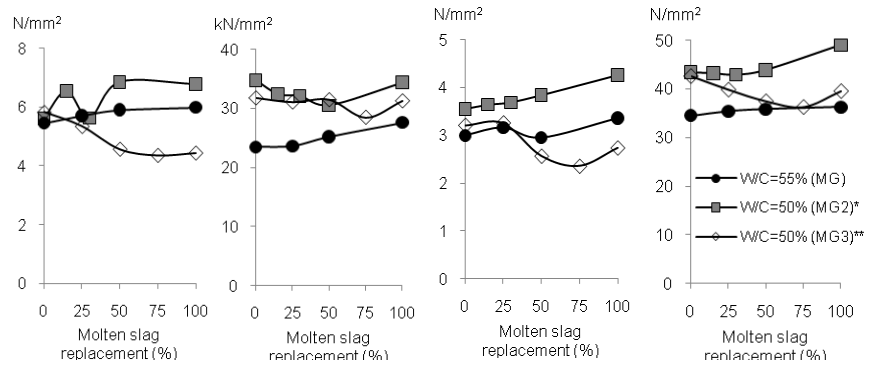 N/mm²
8
6
4
2
0
0 25 50 75 100
Molten slag
replacement (%)
kN/mm²
40
30
20
10
0
0 25 50 75 100
Molten slag
replacement (%)
N/mm²
5
4
3
2
1
0
0 25 50 75 100
Molten slag
replacement (%)
N/mm²
50
40
30
20
10
0
0 25 50 75 100
Molten slag
replacement (%)
W/C=55% (MG)
W/C=50% (MG2)*
W/C=50% (MG3)**